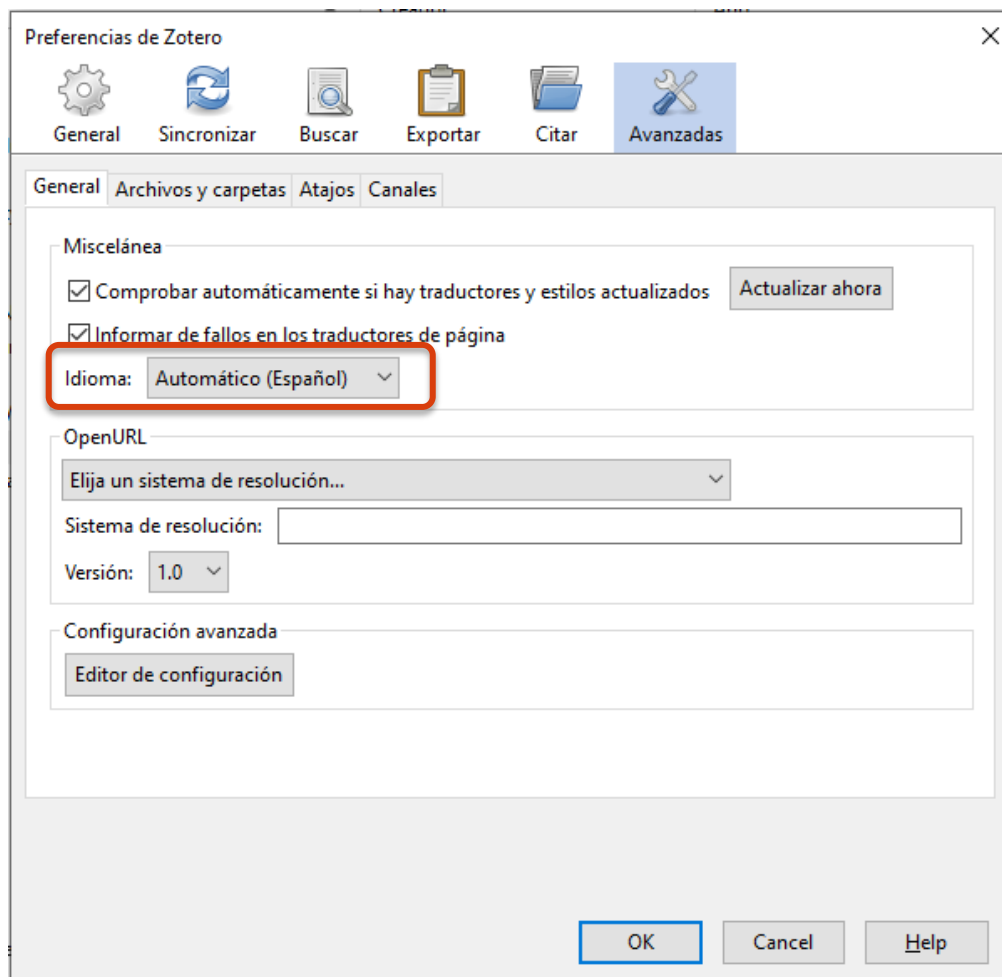 Preferencias de Zotero
General Sincronizar Buscar Exportar Citar Avanzadas
General Archivos y carpetas Atajos Canales
Miscelánea
Comprobar automáticamente si hay traductores y estilos actualizados Actualizar ahora
Informar de fallos en los traductores de página
Idioma: Automático (Español)
OpenURL
Elija un sistema de resolución...
Sistema de resolución:
Versión: 1.0
Configuración avanzada
Editor de configuración
OK Cancel Help